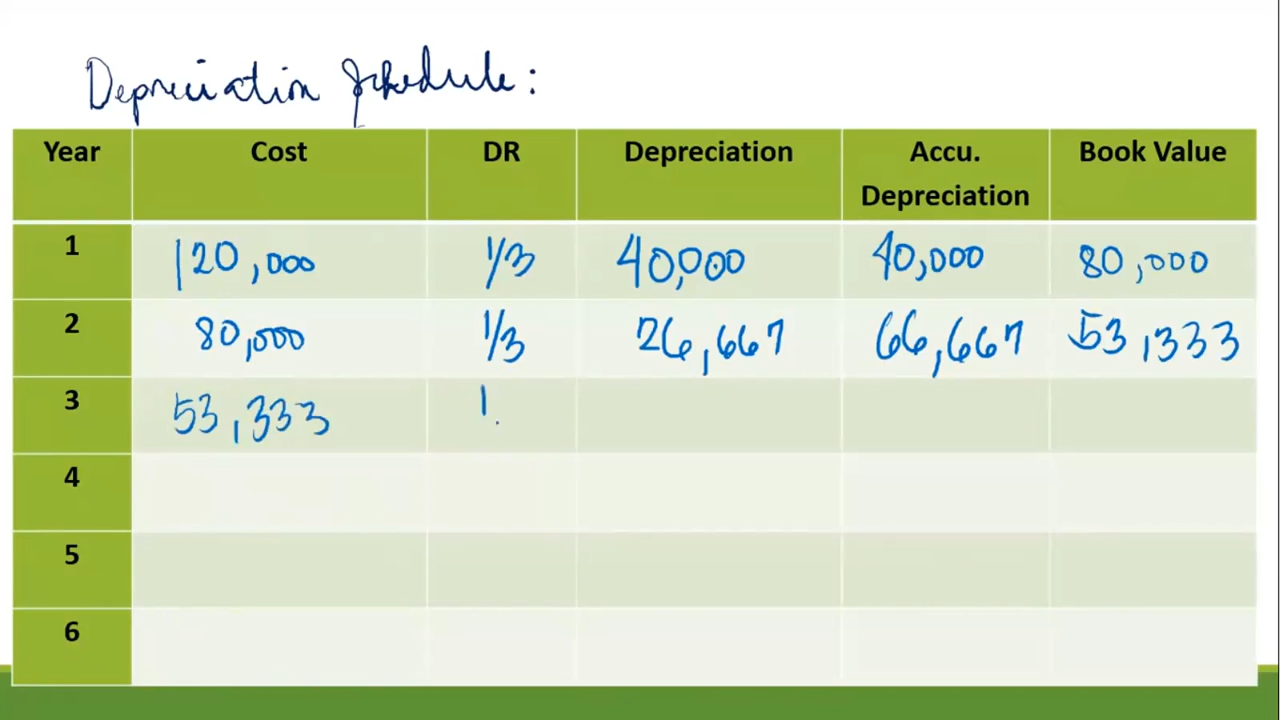 Depreciation Schedule:
Year Cost DR Depreciation Accu. Depreciation Book Value
1 120,000 1/3 40,000 40,000 80,000
2 80,000 1/3 26,667 66,667 53,333
3 53,333 1
4
5
6